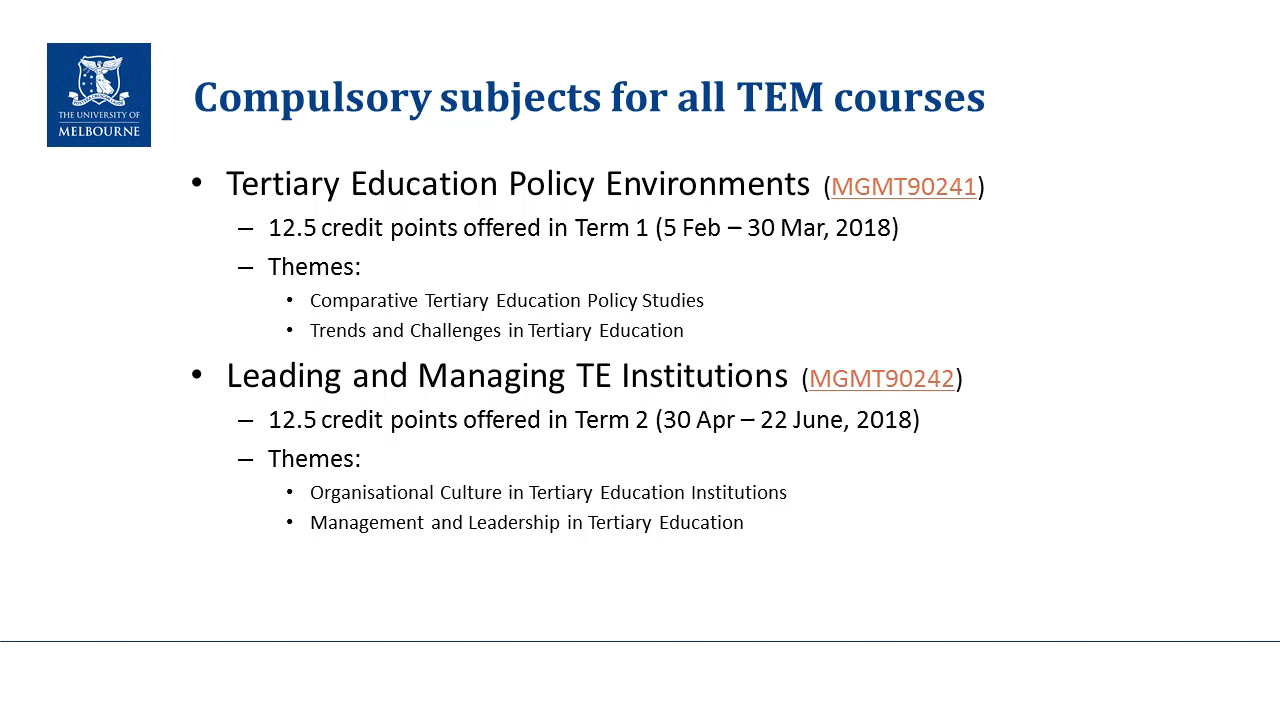 THE UNIVERSITY OF
MELBOURNE
Compulsory subjects for all TEM courses
• Tertiary Education Policy Environments (MGMT90241)
– 12.5 credit points offered in Term 1 (5 Feb – 30 Mar, 2018)
– Themes:
• Comparative Tertiary Education Policy Studies
• Trends and Challenges in Tertiary Education
• Leading and Managing TE Institutions (MGMT90242)
– 12.5 credit points offered in Term 2 (30 Apr – 22 June, 2018)
– Themes:
• Organisational Culture in Tertiary Education Institutions
• Management and Leadership in Tertiary Education